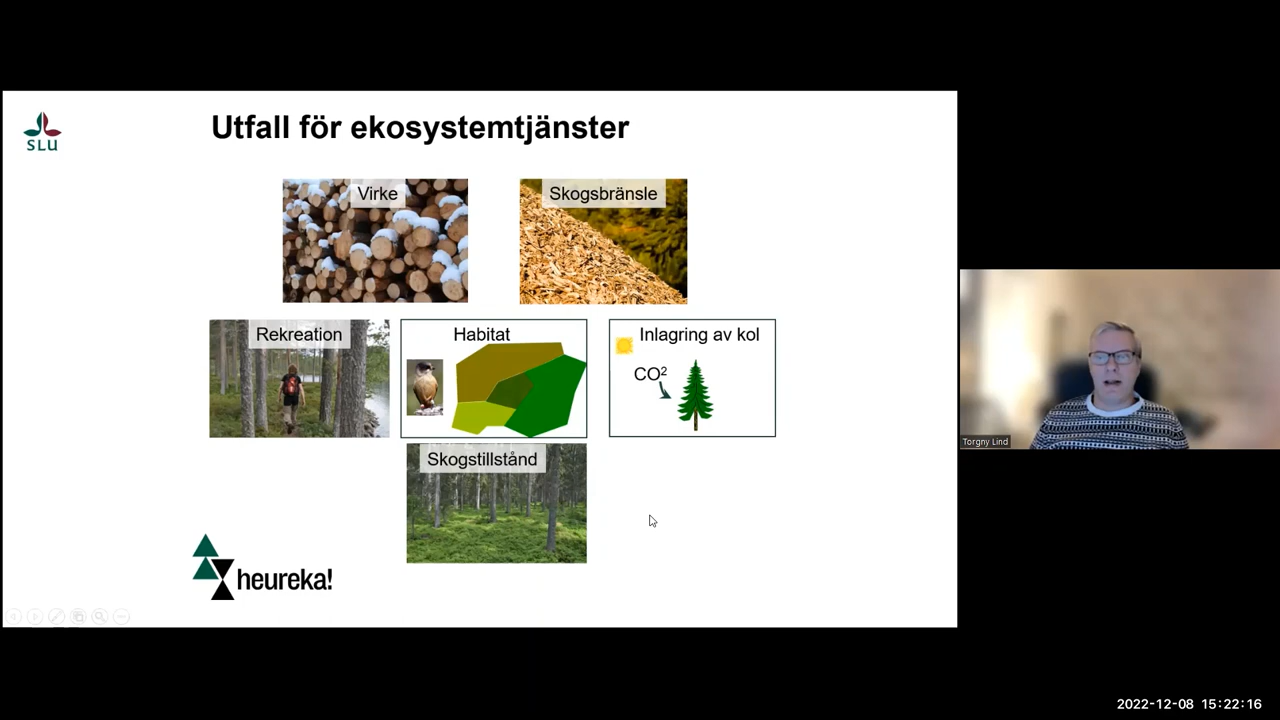 SLU
Utfall för ekosystemtjänster
Virke
Skogsbränsle
Rekreation
Habitat
Inlagring av kol
CO²
Skogstillstånd
heureka!
Torgny Lind
2022-12-08 15:22:16